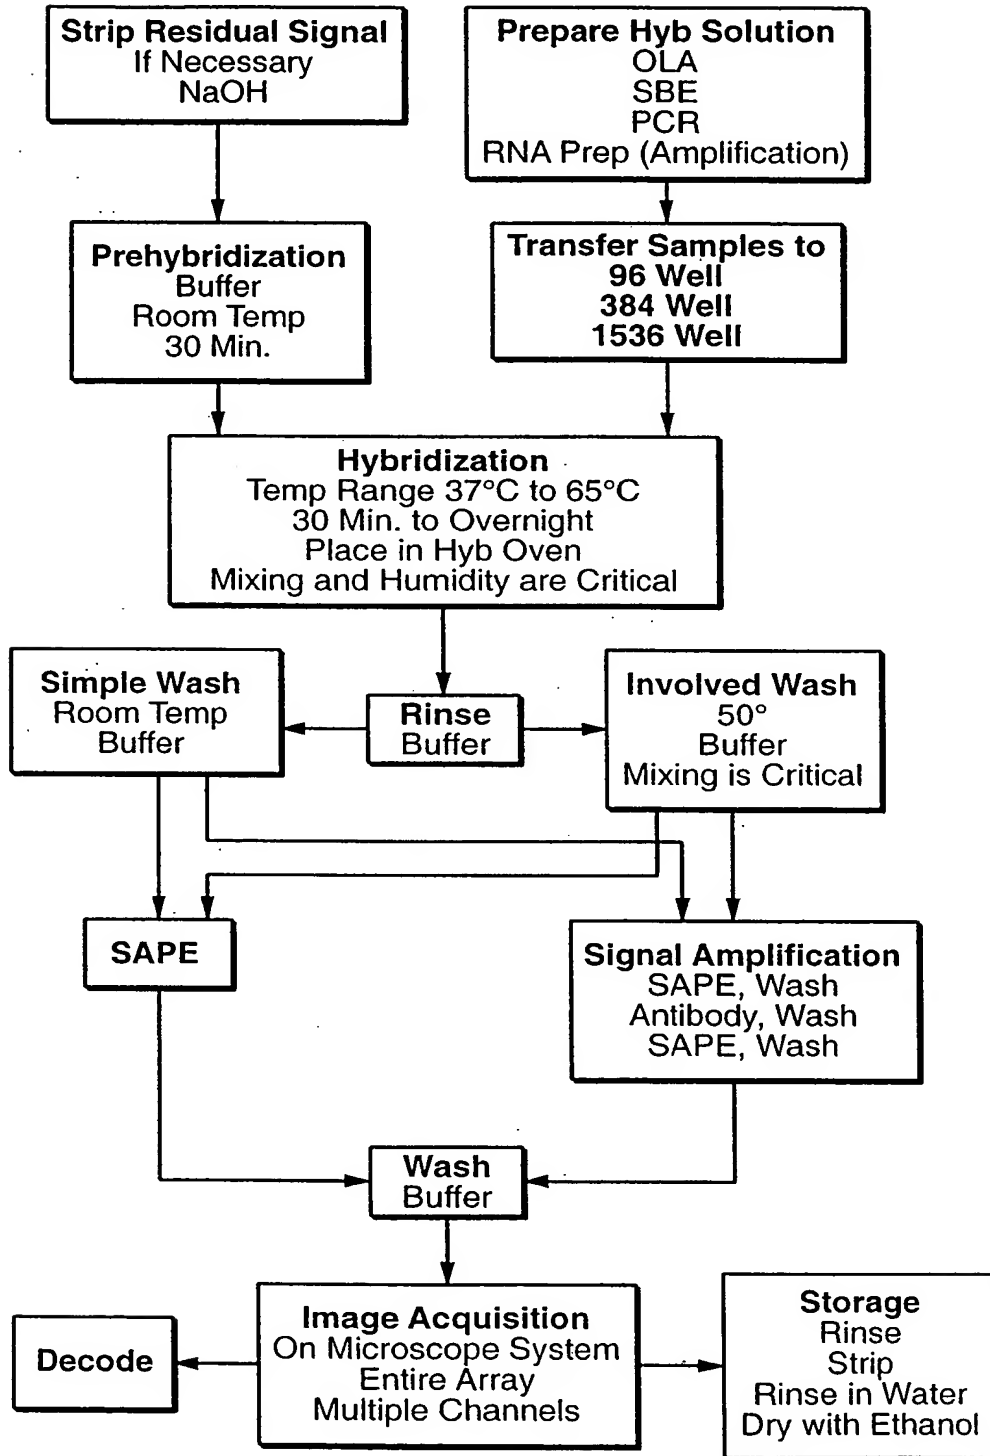 Strip Residual Signal
If Necessary
NaOH
Prepare Hyb Solution
OLA
SBE
PCR
RNA Prep (Amplification)
Prehybridization
Buffer
Room Temp
30 Min.
Transfer Samples to
96 Well
384 Well
1536 Well
Hybridization
Temp Range 37°C to 65°C
30 Min. to Overnight
Place in Hyb Oven
Mixing and Humidity are Critical
Simple Wash
Room Temp
Buffer
Rinse
Buffer
Involved Wash
50°
Buffer
Mixing is Critical
SAPE
Signal Amplification
SAPE, Wash
Antibody, Wash
SAPE, Wash
Wash
Buffer
Decode
Image Acquisition
On Microscope System
Entire Array
Multiple Channels
Storage
Rinse
Strip
Rinse in Water
Dry with Ethanol